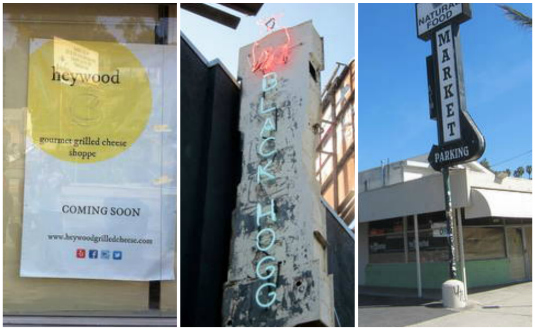 heywood
gourmet grilled cheese
shoppe
COMING SOON
www.heywoodgrilledcheese.com
BLACK HOGG
NATURAL
FOOD
MARKET
PARKING